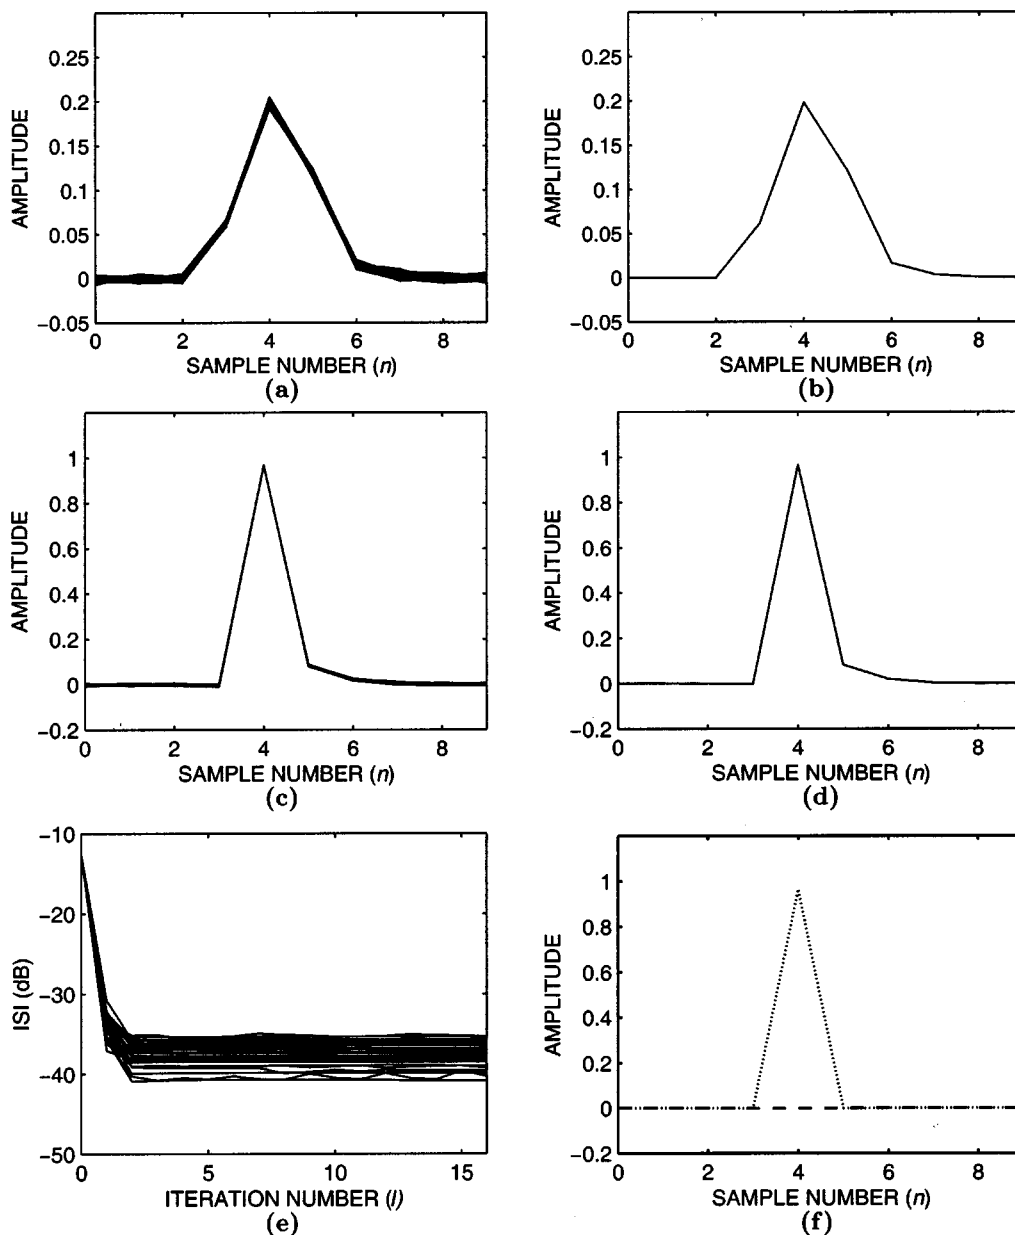 AMPLITUDE
0.25
0.2
0.15
0.1
0.05
0
−0.05
0 2 4 6 8
SAMPLE NUMBER (n)
(a)
AMPLITUDE
0.25
0.2
0.15
0.1
0.05
0
−0.05
0 2 4 6 8
SAMPLE NUMBER (n)
(b)
AMPLITUDE
1
0.8
0.6
0.4
0.2
0
−0.2
0 2 4 6 8
SAMPLE NUMBER (n)
(c)
AMPLITUDE
1
0.8
0.6
0.4
0.2
0
−0.2
0 2 4 6 8
SAMPLE NUMBER (n)
(d)
ISI (dB)
−10
−20
−30
−40
−50
0 5 10 15
ITERATION NUMBER (l)
(e)
AMPLITUDE
1
0.8
0.6
0.4
0.2
0
−0.2
0 2 4 6 8
SAMPLE NUMBER (n)
(f)